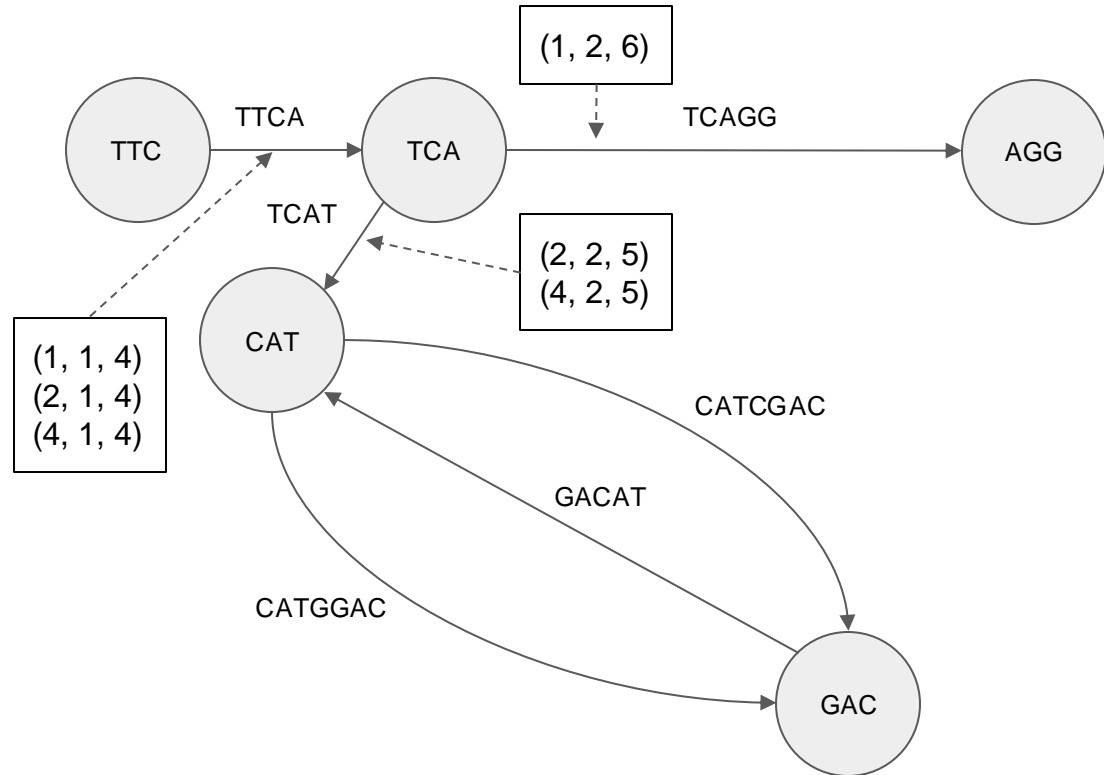 (1, 2, 6)
TTCA
TCAGG
TTC
TCA
AGG
TCAT
(2, 2, 5)
(4, 2, 5)
CAT
(1, 1, 4)
(2, 1, 4)
(4, 1, 4)
CATCGAC
GACAT
CATGGAC
GAC